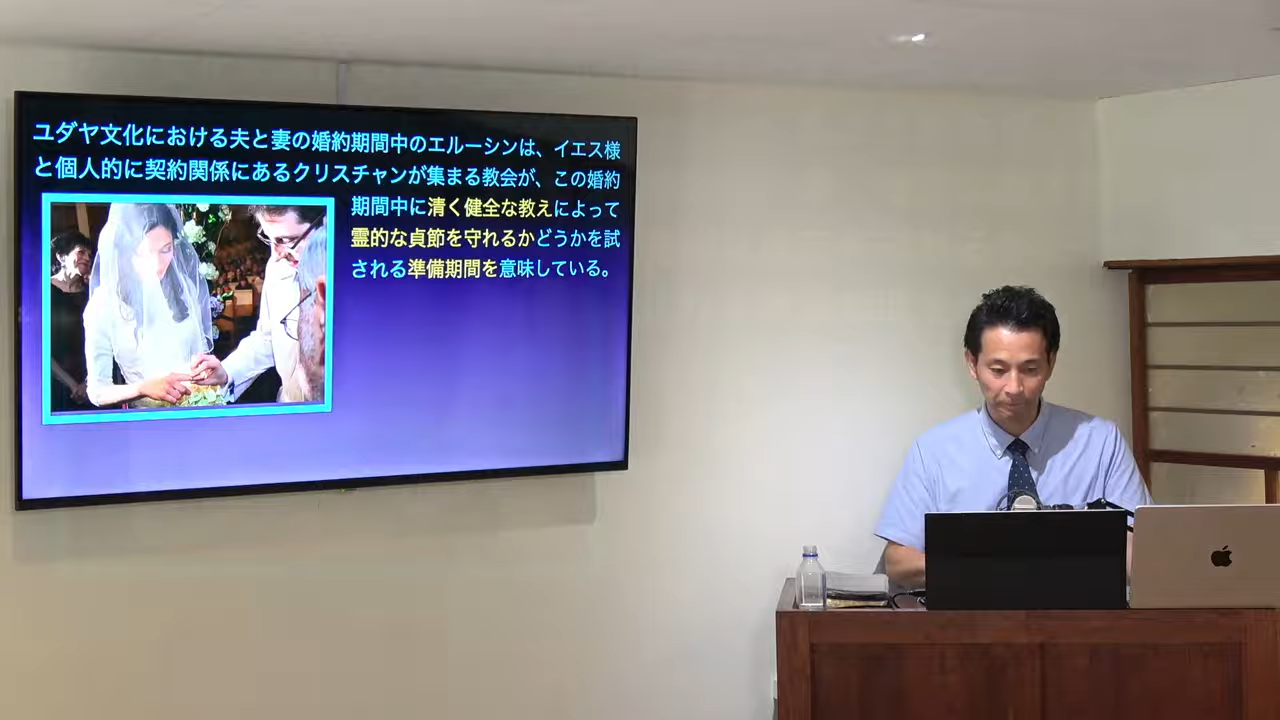 ユダヤ文化における夫と妻の婚約期間中のエルーシンは、イエス様
と個人的に契約関係にあるクリスチャンが集まる教会が、この婚約
期間中に清く健全な教えによって
霊的な貞節を守れるかどうかを試
される準備期間を意味している。